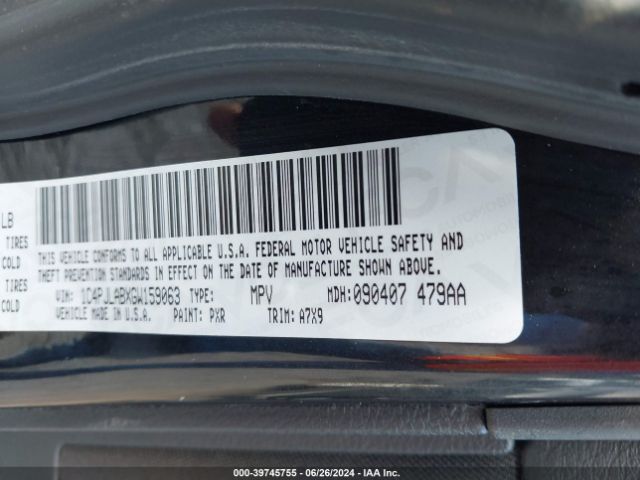 LB
TIRES
COLD
TIRES
COLD
THIS VEHICLE CONFORMS TO ALL APPLICABLE U.S.A. FEDERAL MOTOR VEHICLE SAFETY AND
THEFT PREVENTION STANDARDS IN EFFECT ON THE DATE OF MANUFACTURE SHOWN ABOVE.
VIN: 1C4PJLABXGW159063 TYPE: MPV MDH: 090407 479AA
VEHICLE MADE IN U.S.A. PAINT: PXR TRIM: A7X9
000-39745755 - 06/26/2024 - IAA Inc.